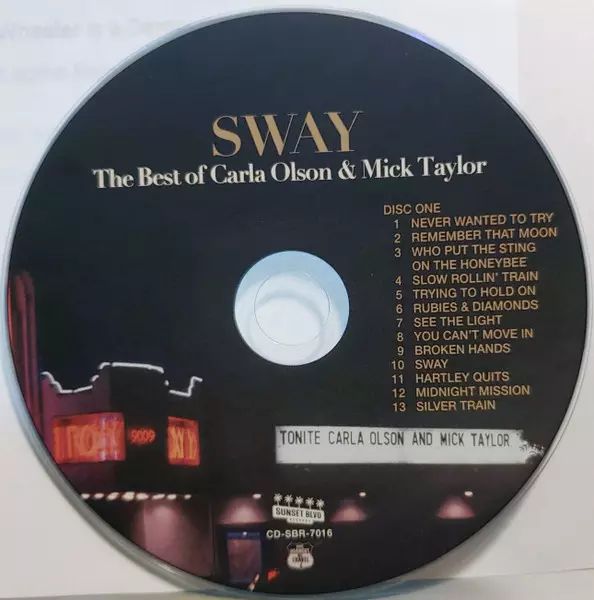 SWAY
The Best of Carla Olson & Mick Taylor
DISC ONE
1 NEVER WANTED TO TRY
2 REMEMBER THAT MOON
3 WHO PUT THE STING
ON THE HONEYBEE
4 SLOW ROLLIN' TRAIN
5 TRYING TO HOLD ON
6 RUBIES & DIAMONDS
7 SEE THE LIGHT
8 YOU CAN'T MOVE IN
9 BROKEN HANDS
10 SWAY
11 HARTLEY QUITS
12 MIDNIGHT MISSION
13 SILVER TRAIN
ROXY 9009
TONITE CARLA OLSON AND MICK TAYLOR
SUNSET BLVD
RECORDS
CD-SBR-7016